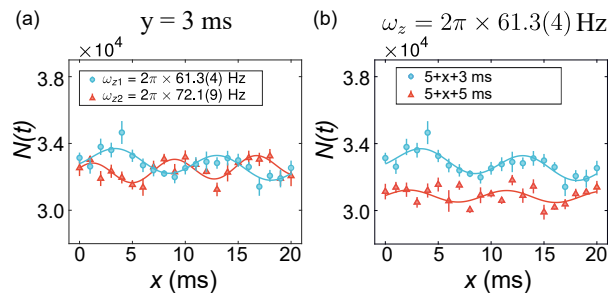 (a) y = 3 ms
×10⁴
3.8
3.4
3.0
N(t)
ω_z1 = 2π × 61.3(4) Hz
ω_z2 = 2π × 72.1(9) Hz
0 5 10 15 20
x (ms)
(b) ω_z = 2π × 61.3(4) Hz
×10⁴
3.8
3.4
3.0
N(t)
5+x+3 ms
5+x+5 ms
0 5 10 15 20
x (ms)